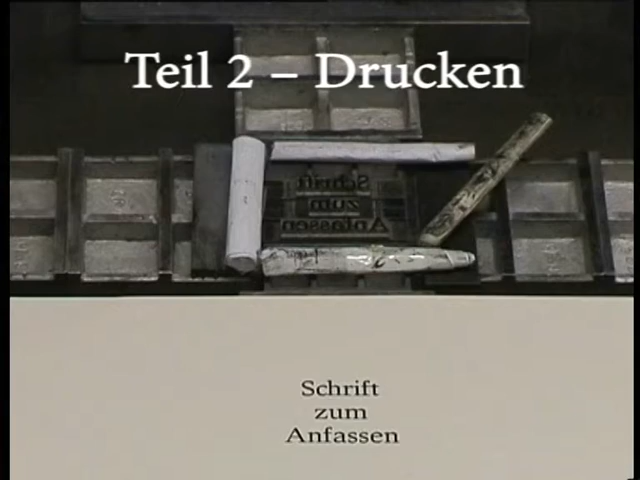 Teil 2 – Drucken
Schrift
zum
Anfassen
Schrift
zum
Anfassen